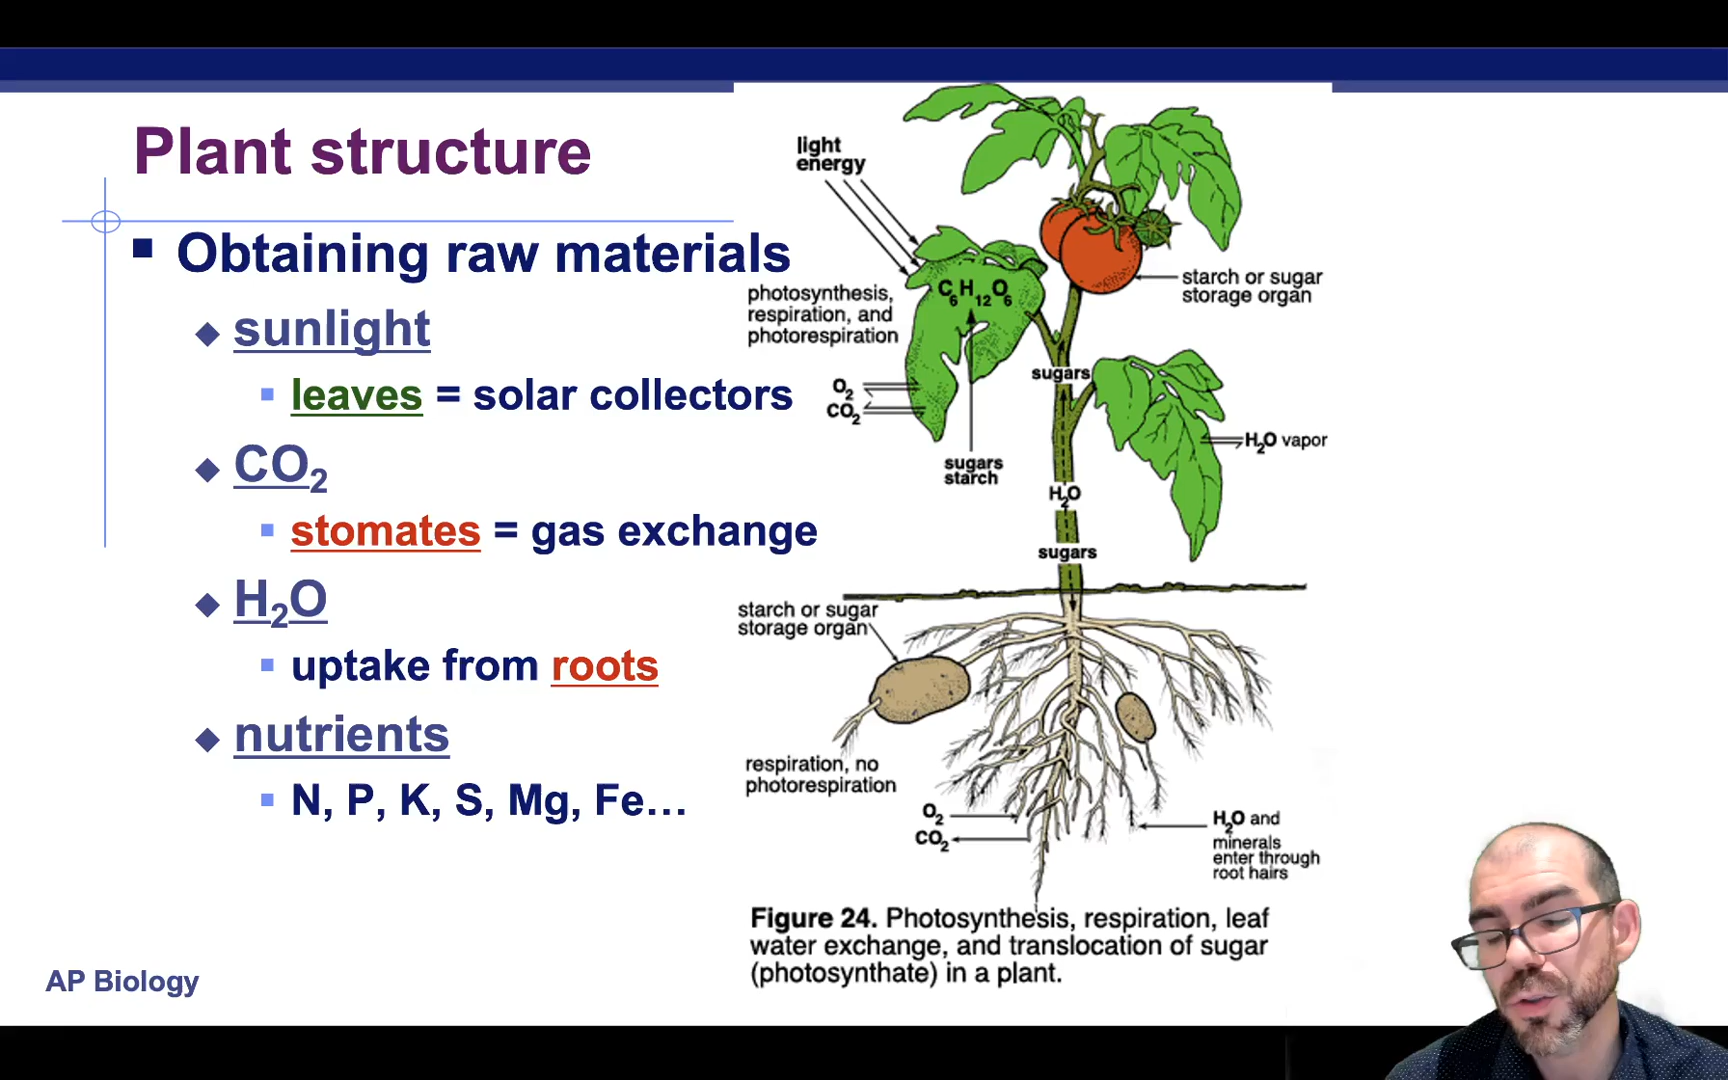 Plant structure
Obtaining raw materials
sunlight
leaves = solar collectors
CO₂
stomates = gas exchange
H₂O
uptake from roots
nutrients
N, P, K, S, Mg, Fe…
AP Biology
light
energy
photosynthesis,
respiration, and
photorespiration
C₆H₁₂O₆
O₂
CO₂
sugars
starch
starch or sugar
storage organ
sugars
H₂O vapor
H₂O
sugars
starch or sugar
storage organ
respiration, no
photorespiration
O₂
CO₂
H₂O and
minerals
enter through
root hairs
Figure 24. Photosynthesis, respiration, leaf
water exchange, and translocation of sugar
(photosynthate) in a plant.